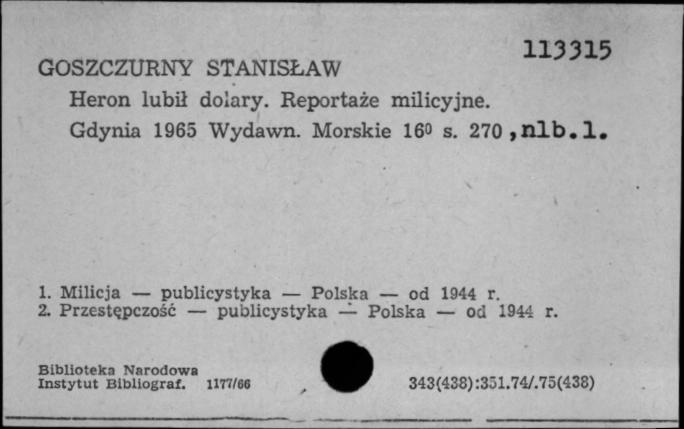 113315
GOSZCZURNY STANISŁAW
Heron lubił dolary. Reportaże milicyjne.
Gdynia 1965 Wydawn. Morskie 16⁰ s. 270 ,nlb.1.
1. Milicja — publicystyka — Polska — od 1944 r.
2. Przestępczość — publicystyka — Polska — od 1944 r.
Biblioteka Narodowa
Instytut Bibliograf. 1177/66 343(438):351.74/.75(438)